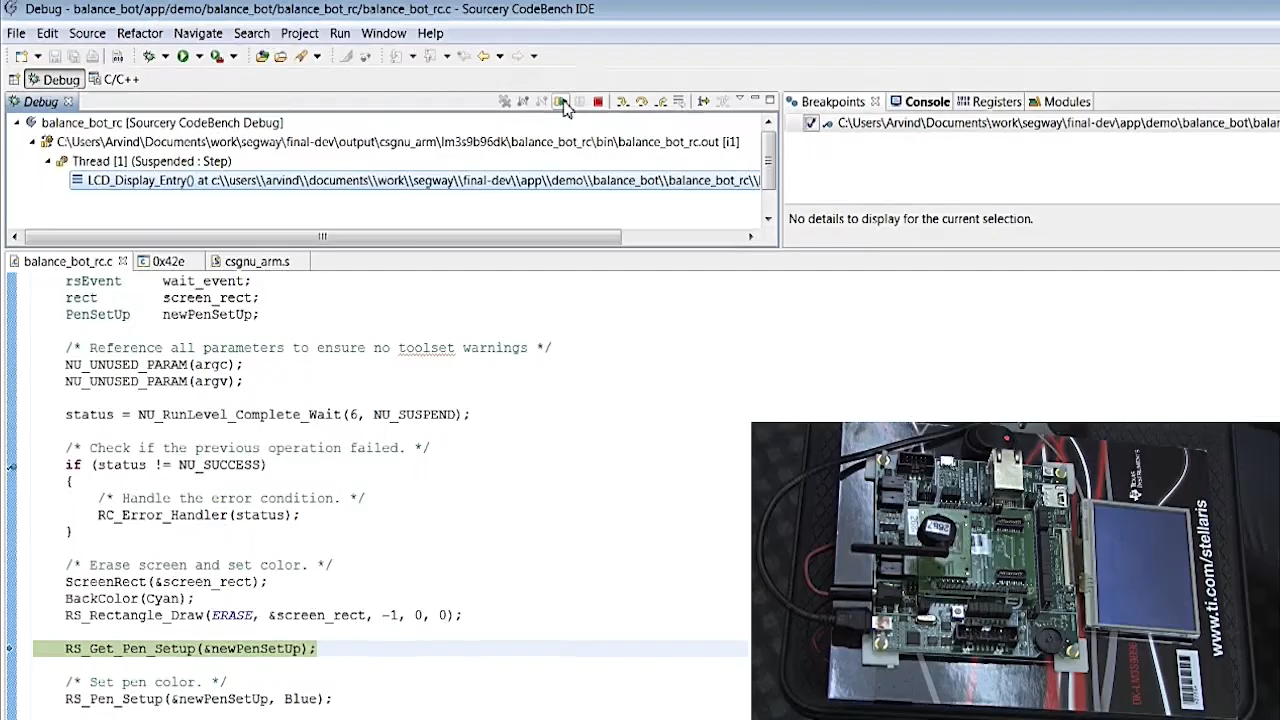 Debug - balance_bot/app/demo/balance_bot/balance_bot_rc/balance_bot_rc.c - Sourcery CodeBench IDE
File Edit Source Refactor Navigate Search Project Run Window Help
Debug C/C++
Debug
balance_bot_rc [Sourcery CodeBench Debug]
C:\Users\Arvind\Documents\work\segway\final-dev\output\csgnu_arm\lm3s9b96dk\balance_bot_rc\bin\balance_bot_rc.out [i1]
Thread [1] (Suspended : Step)
LCD_Display_Entry() at c:\\users\\arvind\\documents\\work\\segway\\final-dev\\app\\demo\\balance_bot\\balance_bot_rc\\
Breakpoints Console Registers Modules
C:\Users\Arvind\Documents\work\segway\final-dev\app\demo\balance_bot\balan
No details to display for the current selection.
balance_bot_rc.c 0x42e csgnu_arm.s
rsEvent wait_event;
rect screen_rect;
PenSetUp newPenSetUp;
/* Reference all parameters to ensure no toolset warnings */
NU_UNUSED_PARAM(argc);
NU_UNUSED_PARAM(argv);
status = NU_RunLevel_Complete_Wait(6, NU_SUSPEND);
/* Check if the previous operation failed. */
if (status != NU_SUCCESS)
{
/* Handle the error condition. */
RC_Error_Handler(status);
}
/* Erase screen and set color. */
ScreenRect(&screen_rect);
BackColor(Cyan);
RS_Rectangle_Draw(ERASE, &screen_rect, -1, 0, 0);
RS_Get_Pen_Setup(&newPenSetUp);
/* Set pen color. */
RS_Pen_Setup(&newPenSetUp, Blue);
TEXAS INSTRUMENTS
www.ti.com/stellaris
2667